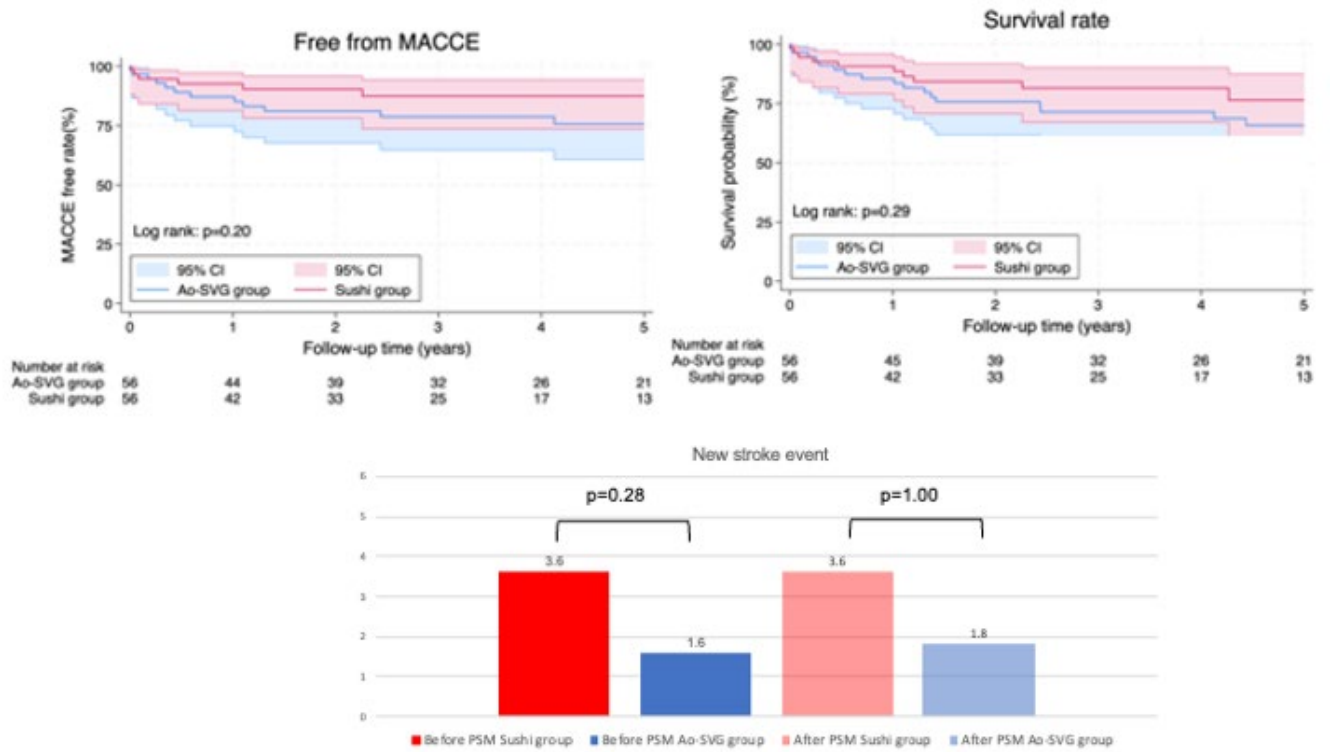 Free from MACCE
MACCE free rate(%)
100
75
50
25
0
Log rank: p=0.20
95% CI 95% CI
Ao-SVG group Sushi group
0 1 2 3 4 5
Follow-up time (years)
Number at risk
Ao-SVG group 56 44 39 32 26 21
Sushi group 56 42 33 25 17 13
Survival rate
Survival probability (%)
100
75
50
25
0
Log rank: p=0.29
95% CI 95% CI
Ao-SVG group Sushi group
0 1 2 3 4 5
Follow-up time (years)
Number at risk
Ao-SVG group 56 45 39 32 26 21
Sushi group 56 42 33 25 17 13
New stroke event
6
5
4
3
2
1
0
p=0.28 p=1.00
3.6 1.6 3.6 1.8
Before PSM Sushi group Before PSM Ao-SVG group After PSM Sushi group After PSM Ao-SVG group